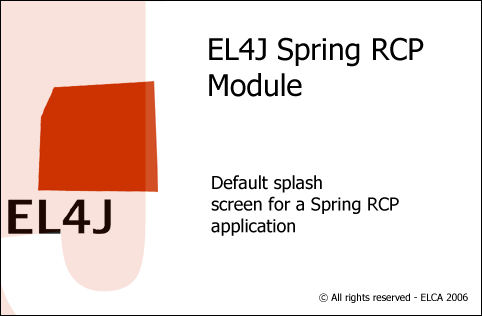 EL4J Spring RCP
Module
Default splash
screen for a Spring RCP
application
EL4J
© All rights reserved - ELCA 2006